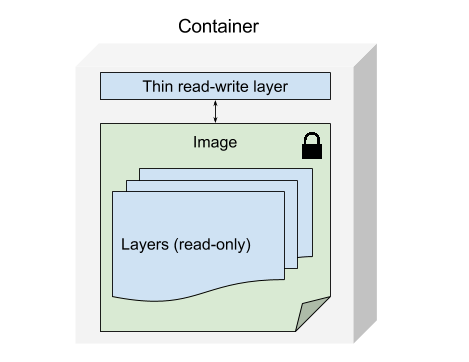 Container
Thin read-write layer
Image
Layers (read-only)